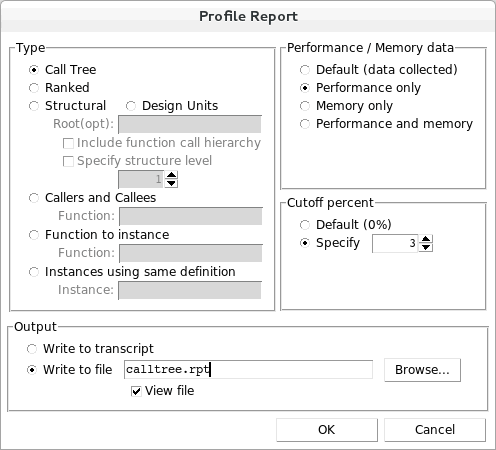 Profile Report
Type
Call Tree
Ranked
Structural Design Units
Root(opt):
Include function call hierarchy
Specify structure level
1
Callers and Callees
Function:
Function to instance
Function:
Instances using same definition
Instance:
Performance / Memory data
Default (data collected)
Performance only
Memory only
Performance and memory
Cutoff percent
Default (0%)
Specify 3
Output
Write to transcript
Write to file calltree.rpt Browse...
View file
OK Cancel